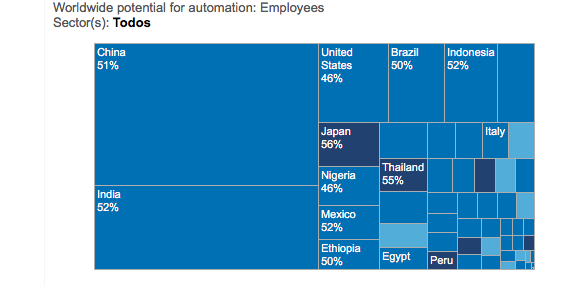 Worldwide potential for automation: Employees
Sector(s): Todos
China
51%
United
States
46%
Brazil
50%
Indonesia
52%
Japan
56%
Italy
Nigeria
46%
Thailand
55%
India
52%
Mexico
52%
Ethiopia
50%
Egypt
Peru